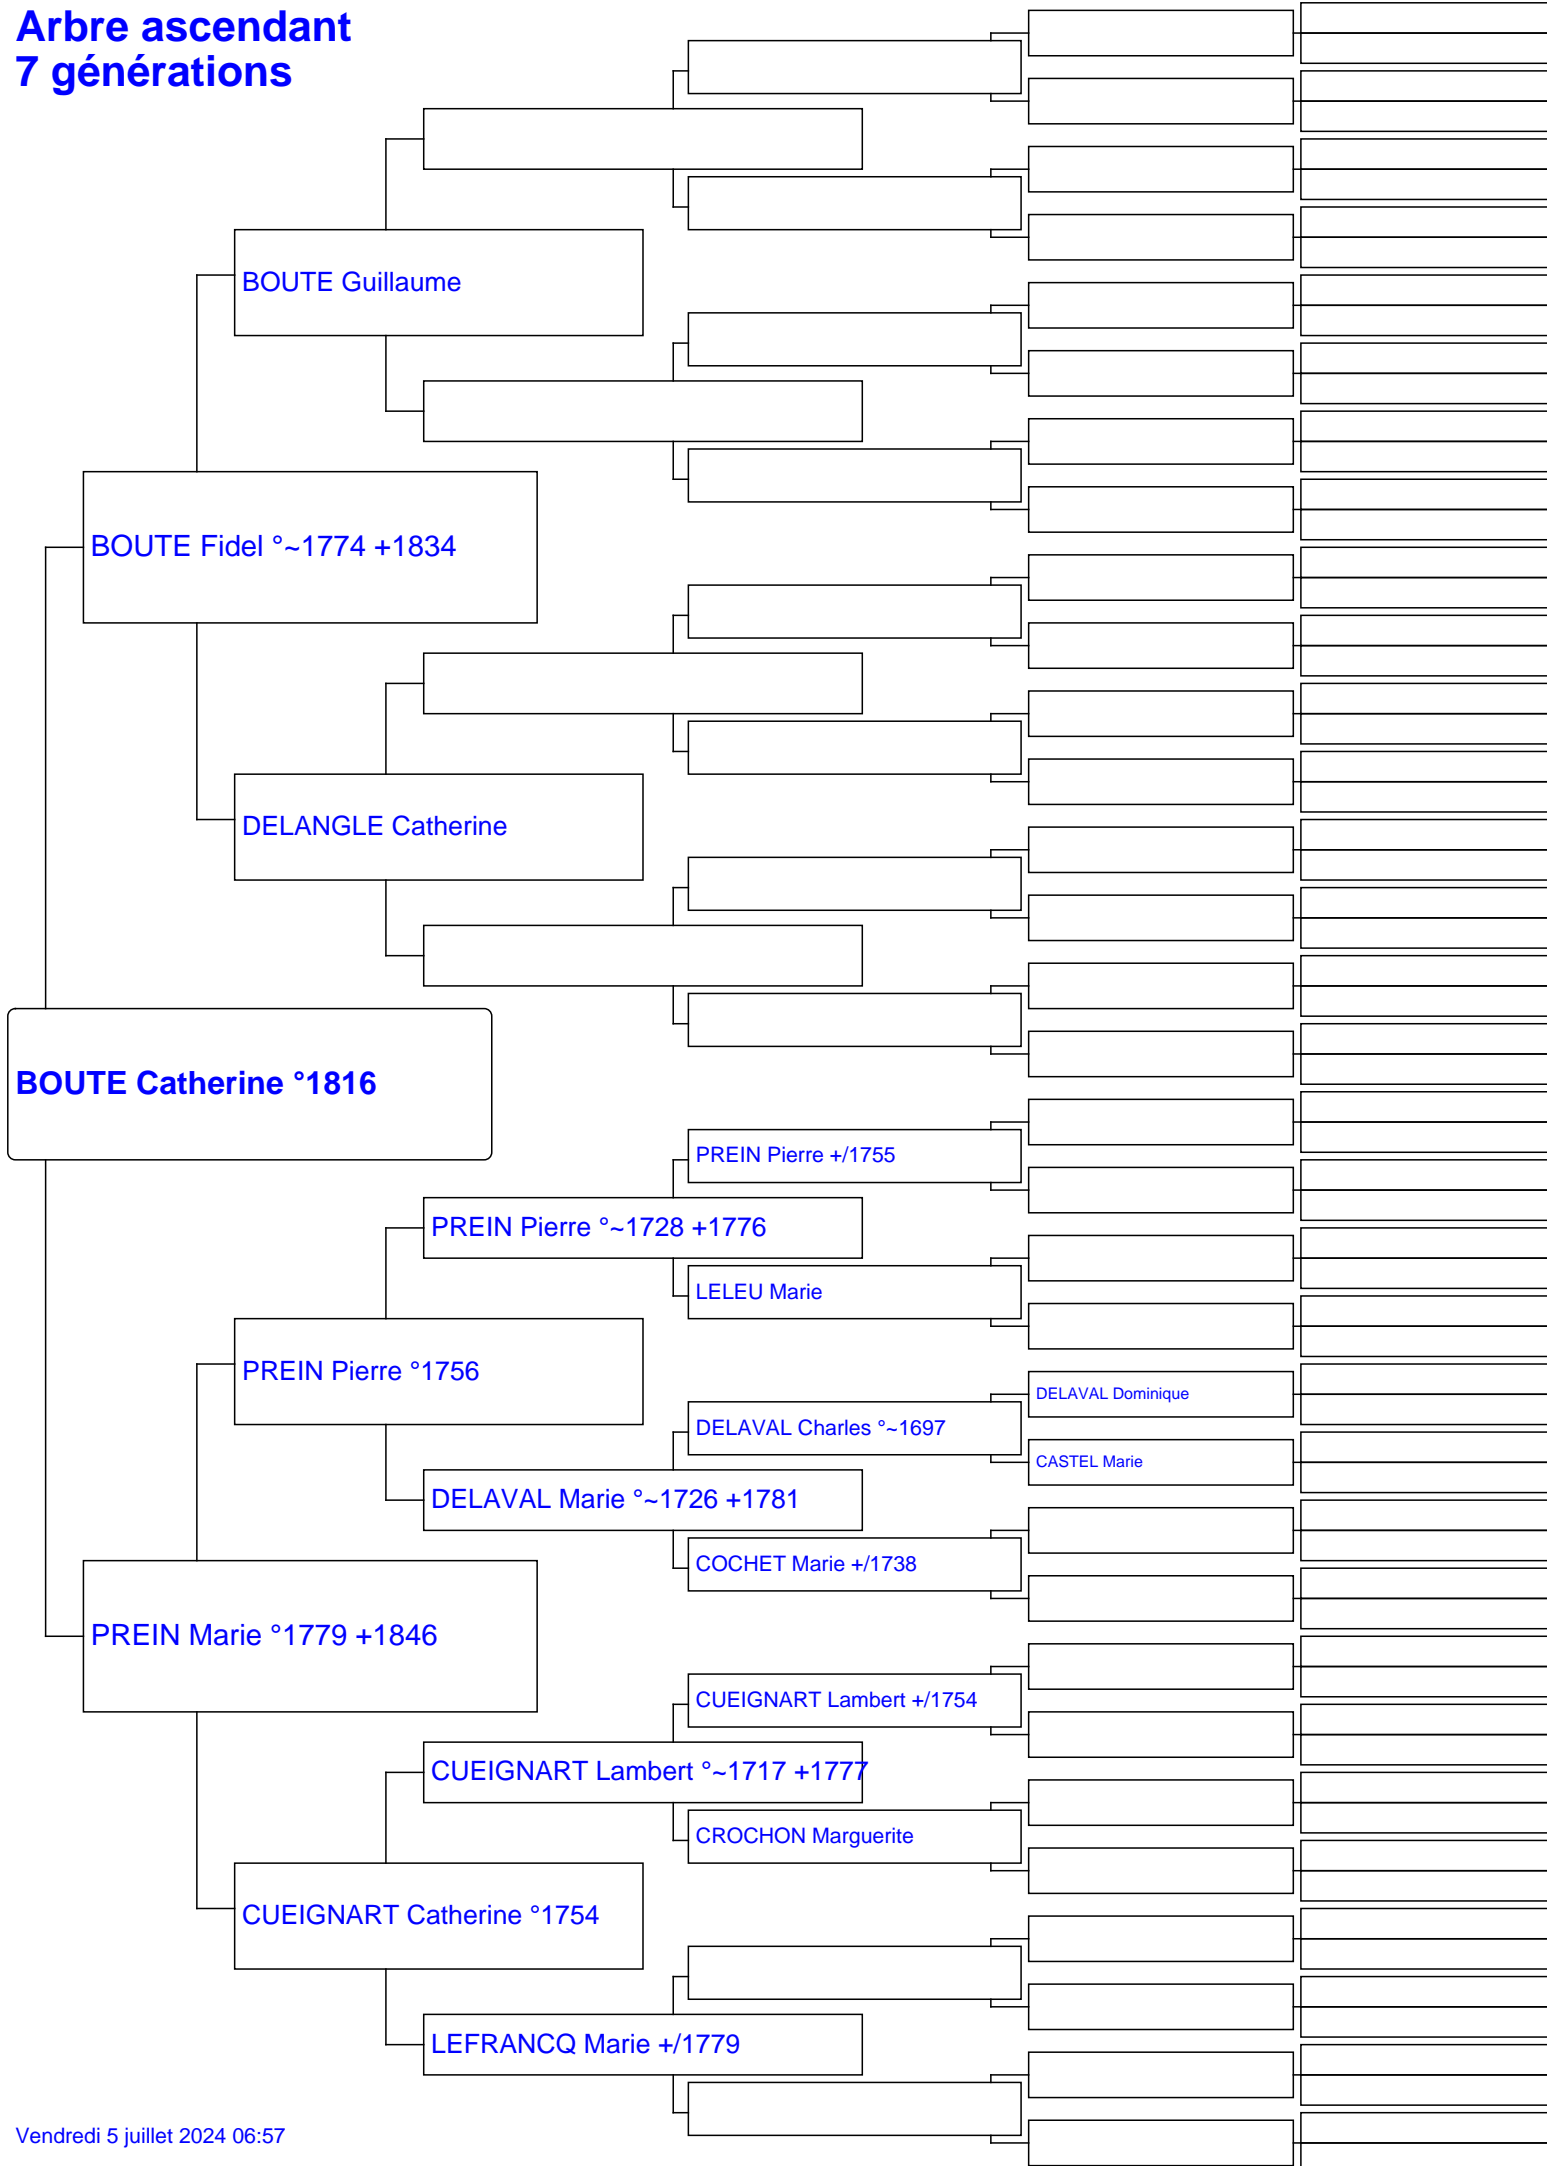 Arbre ascendant
7 générations
BOUTE Guillaume
BOUTE Fidel °~1774 +1834
DELANGLE Catherine
BOUTE Catherine °1816
PREIN Pierre +/1755
PREIN Pierre °~1728 +1776
LELEU Marie
PREIN Pierre °1756
DELAVAL Dominique
DELAVAL Charles °~1697
CASTEL Marie
DELAVAL Marie °~1726 +1781
COCHET Marie +/1738
PREIN Marie °1779 +1846
CUEIGNART Lambert +/1754
CUEIGNART Lambert °~1717 +1777
CROCHON Marguerite
CUEIGNART Catherine °1754
LEFRANCQ Marie +/1779
Vendredi 5 juillet 2024 06:57